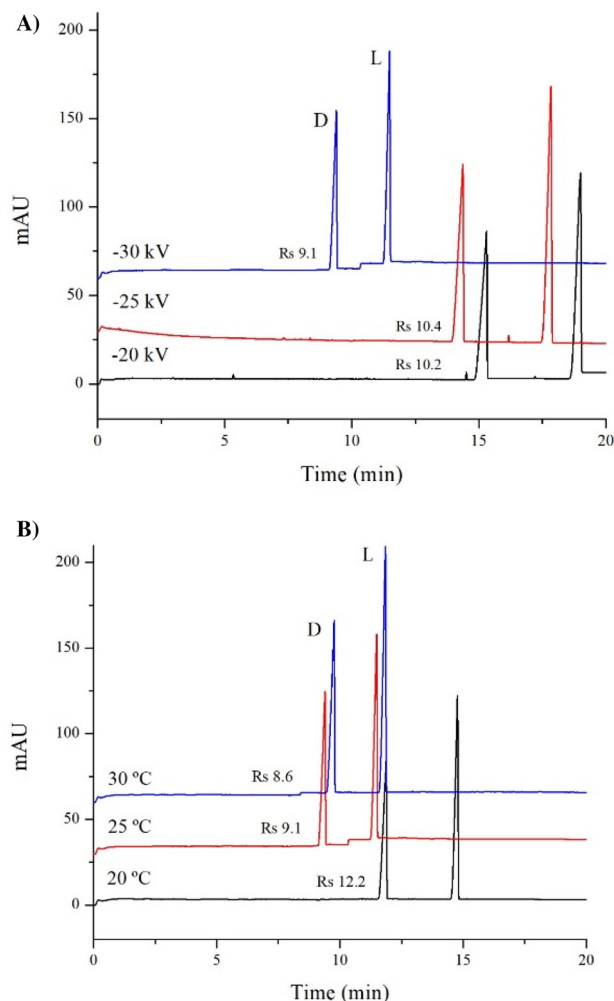 A)
200
150
100
50
0
mAU
L
D
-30 kV
Rs 9.1
-25 kV
Rs 10.4
-20 kV
Rs 10.2
0
5
10
15
20
Time (min)
B)
200
150
100
50
0
mAU
L
D
30 ºC
Rs 8.6
25 ºC
Rs 9.1
20 ºC
Rs 12.2
0
5
10
15
20
Time (min)